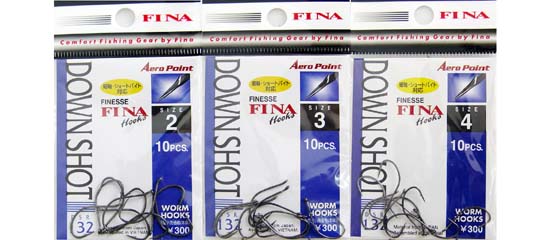 FINA
Comfort Fishing Gear by Fina
Aero Point
DOWN SHOT
FINESSE
FINA
Hooks
SIZE
2
10PCS.
32
WORM
HOOKS
¥300
FINA
Comfort Fishing Gear by Fina
Aero Point
DOWN SHOT
FINESSE
FINA
Hooks
SIZE
3
10PCS.
132
WORM
HOOKS
¥300
FINA
Comfort Fishing Gear by Fina
Aero Point
DOWN SHOT
FINESSE
FINA
Hooks
SIZE
4
10PCS.
132
WORM
HOOKS
¥300